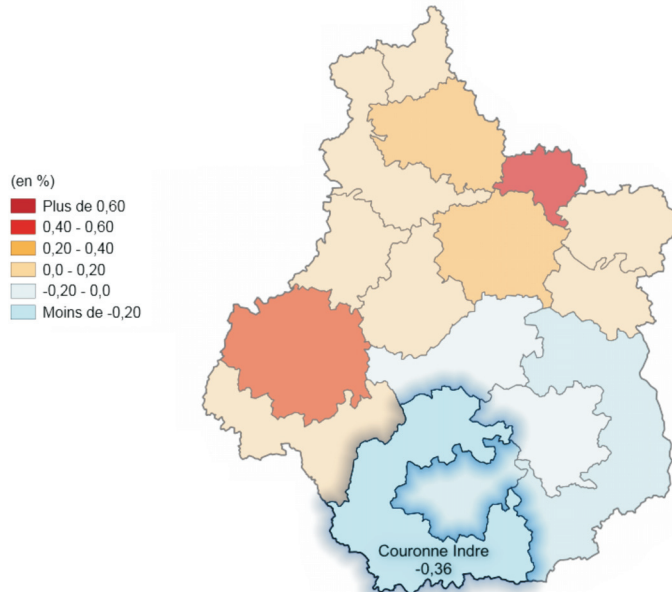 (en %)
Plus de 0,60
0,40 - 0,60
0,20 - 0,40
0,0 - 0,20
-0,20 - 0,0
Moins de -0,20
Couronne Indre
-0,36